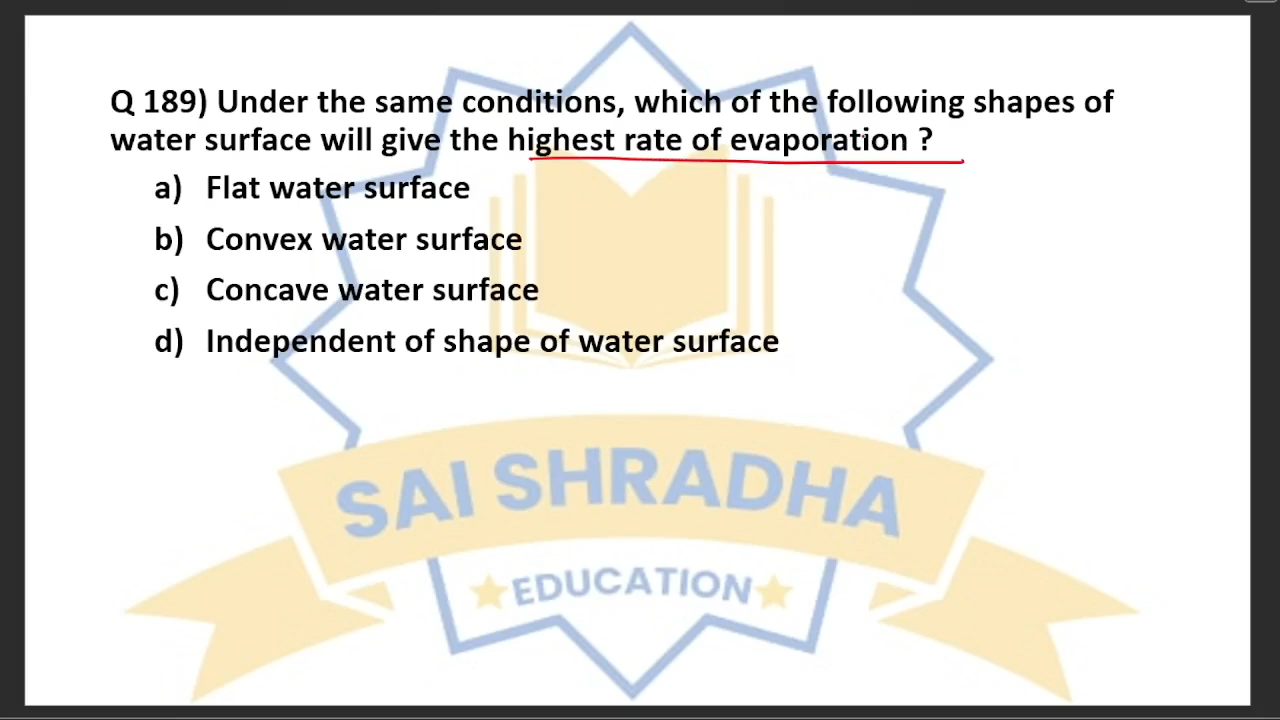 Q 189) Under the same conditions, which of the following shapes of
water surface will give the highest rate of evaporation ?
a) Flat water surface
b) Convex water surface
c) Concave water surface
d) Independent of shape of water surface
SAI SHRADHA
EDUCATION